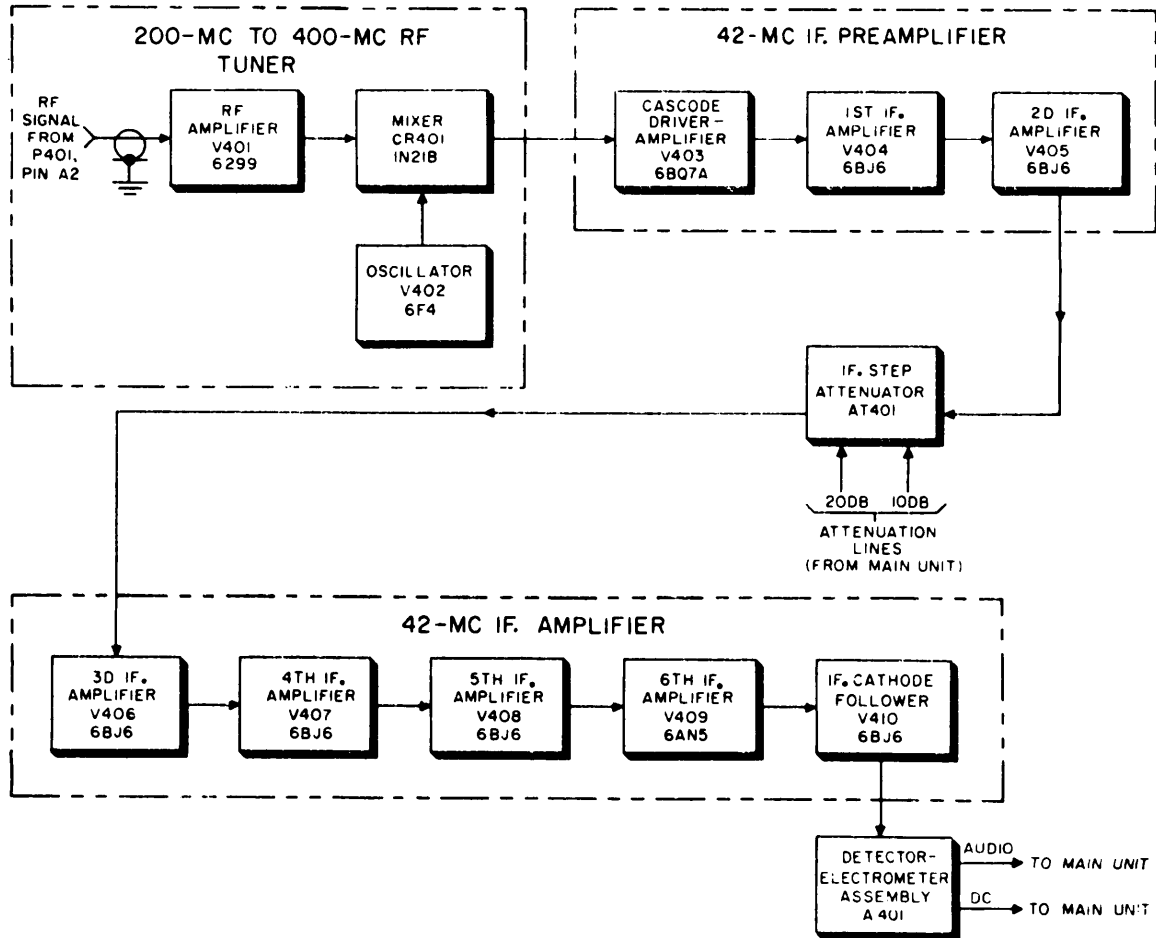 200-MC TO 400-MC RF
TUNER
RF
SIGNAL
FROM
P401,
PIN A2
RF
AMPLIFIER
V401
6299
MIXER
CR401
1N21B
OSCILLATOR
V402
6F4
42-MC IF. PREAMPLIFIER
CASCODE
DRIVER-
AMPLIFIER
V403
6BQ7A
1ST IF.
AMPLIFIER
V404
6BJ6
2D IF.
AMPLIFIER
V405
6BJ6
IF. STEP
ATTENUATOR
AT401
20DB 10DB
ATTENUATION
LINES
(FROM MAIN UNIT)
42-MC IF. AMPLIFIER
3D IF.
AMPLIFIER
V406
6BJ6
4TH IF.
AMPLIFIER
V407
6BJ6
5TH IF.
AMPLIFIER
V408
6BJ6
6TH IF.
AMPLIFIER
V409
6AN5
IF. CATHODE
FOLLOWER
V410
6BJ6
DETECTOR-
ELECTROMETER
ASSEMBLY
A401
AUDIO
TO MAIN UNIT
DC
TO MAIN UNIT